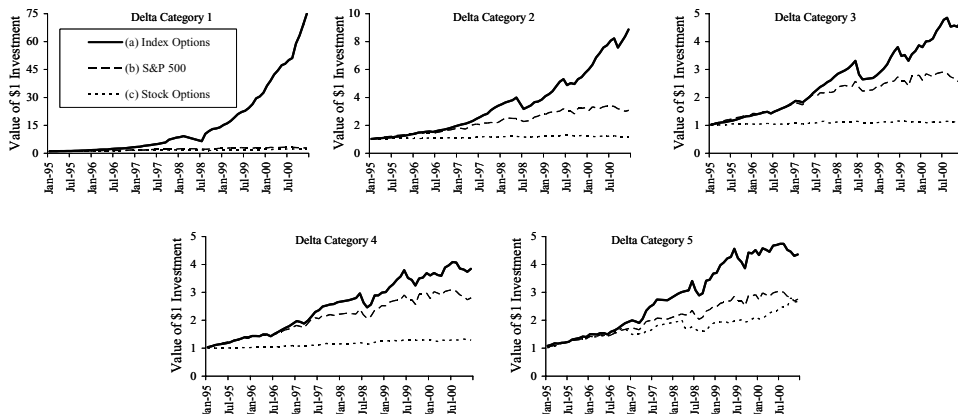 Delta Category 1
Value of $1 Investment
75
60
45
30
15
0
(a) Index Options
(b) S&P 500
(c) Stock Options
Jan-95
Jul-95
Jan-96
Jul-96
Jan-97
Jul-97
Jan-98
Jul-98
Jan-99
Jul-99
Jan-00
Jul-00
Delta Category 2
Value of $1 Investment
10
8
6
4
2
0
Jan-95
Jul-95
Jan-96
Jul-96
Jan-97
Jul-97
Jan-98
Jul-98
Jan-99
Jul-99
Jan-00
Jul-00
Delta Category 3
Value of $1 Investment
5
4
3
2
1
0
Jan-95
Jul-95
Jan-96
Jul-96
Jan-97
Jul-97
Jan-98
Jul-98
Jan-99
Jul-99
Jan-00
Jul-00
Delta Category 4
Value of $1 Investment
5
4
3
2
1
0
Jan-95
Jul-95
Jan-96
Jul-96
Jan-97
Jul-97
Jan-98
Jul-98
Jan-99
Jul-99
Jan-00
Jul-00
Delta Category 5
Value of $1 Investment
5
4
3
2
1
0
Jan-95
Jul-95
Jan-96
Jul-96
Jan-97
Jul-97
Jan-98
Jul-98
Jan-99
Jul-99
Jan-00
Jul-00